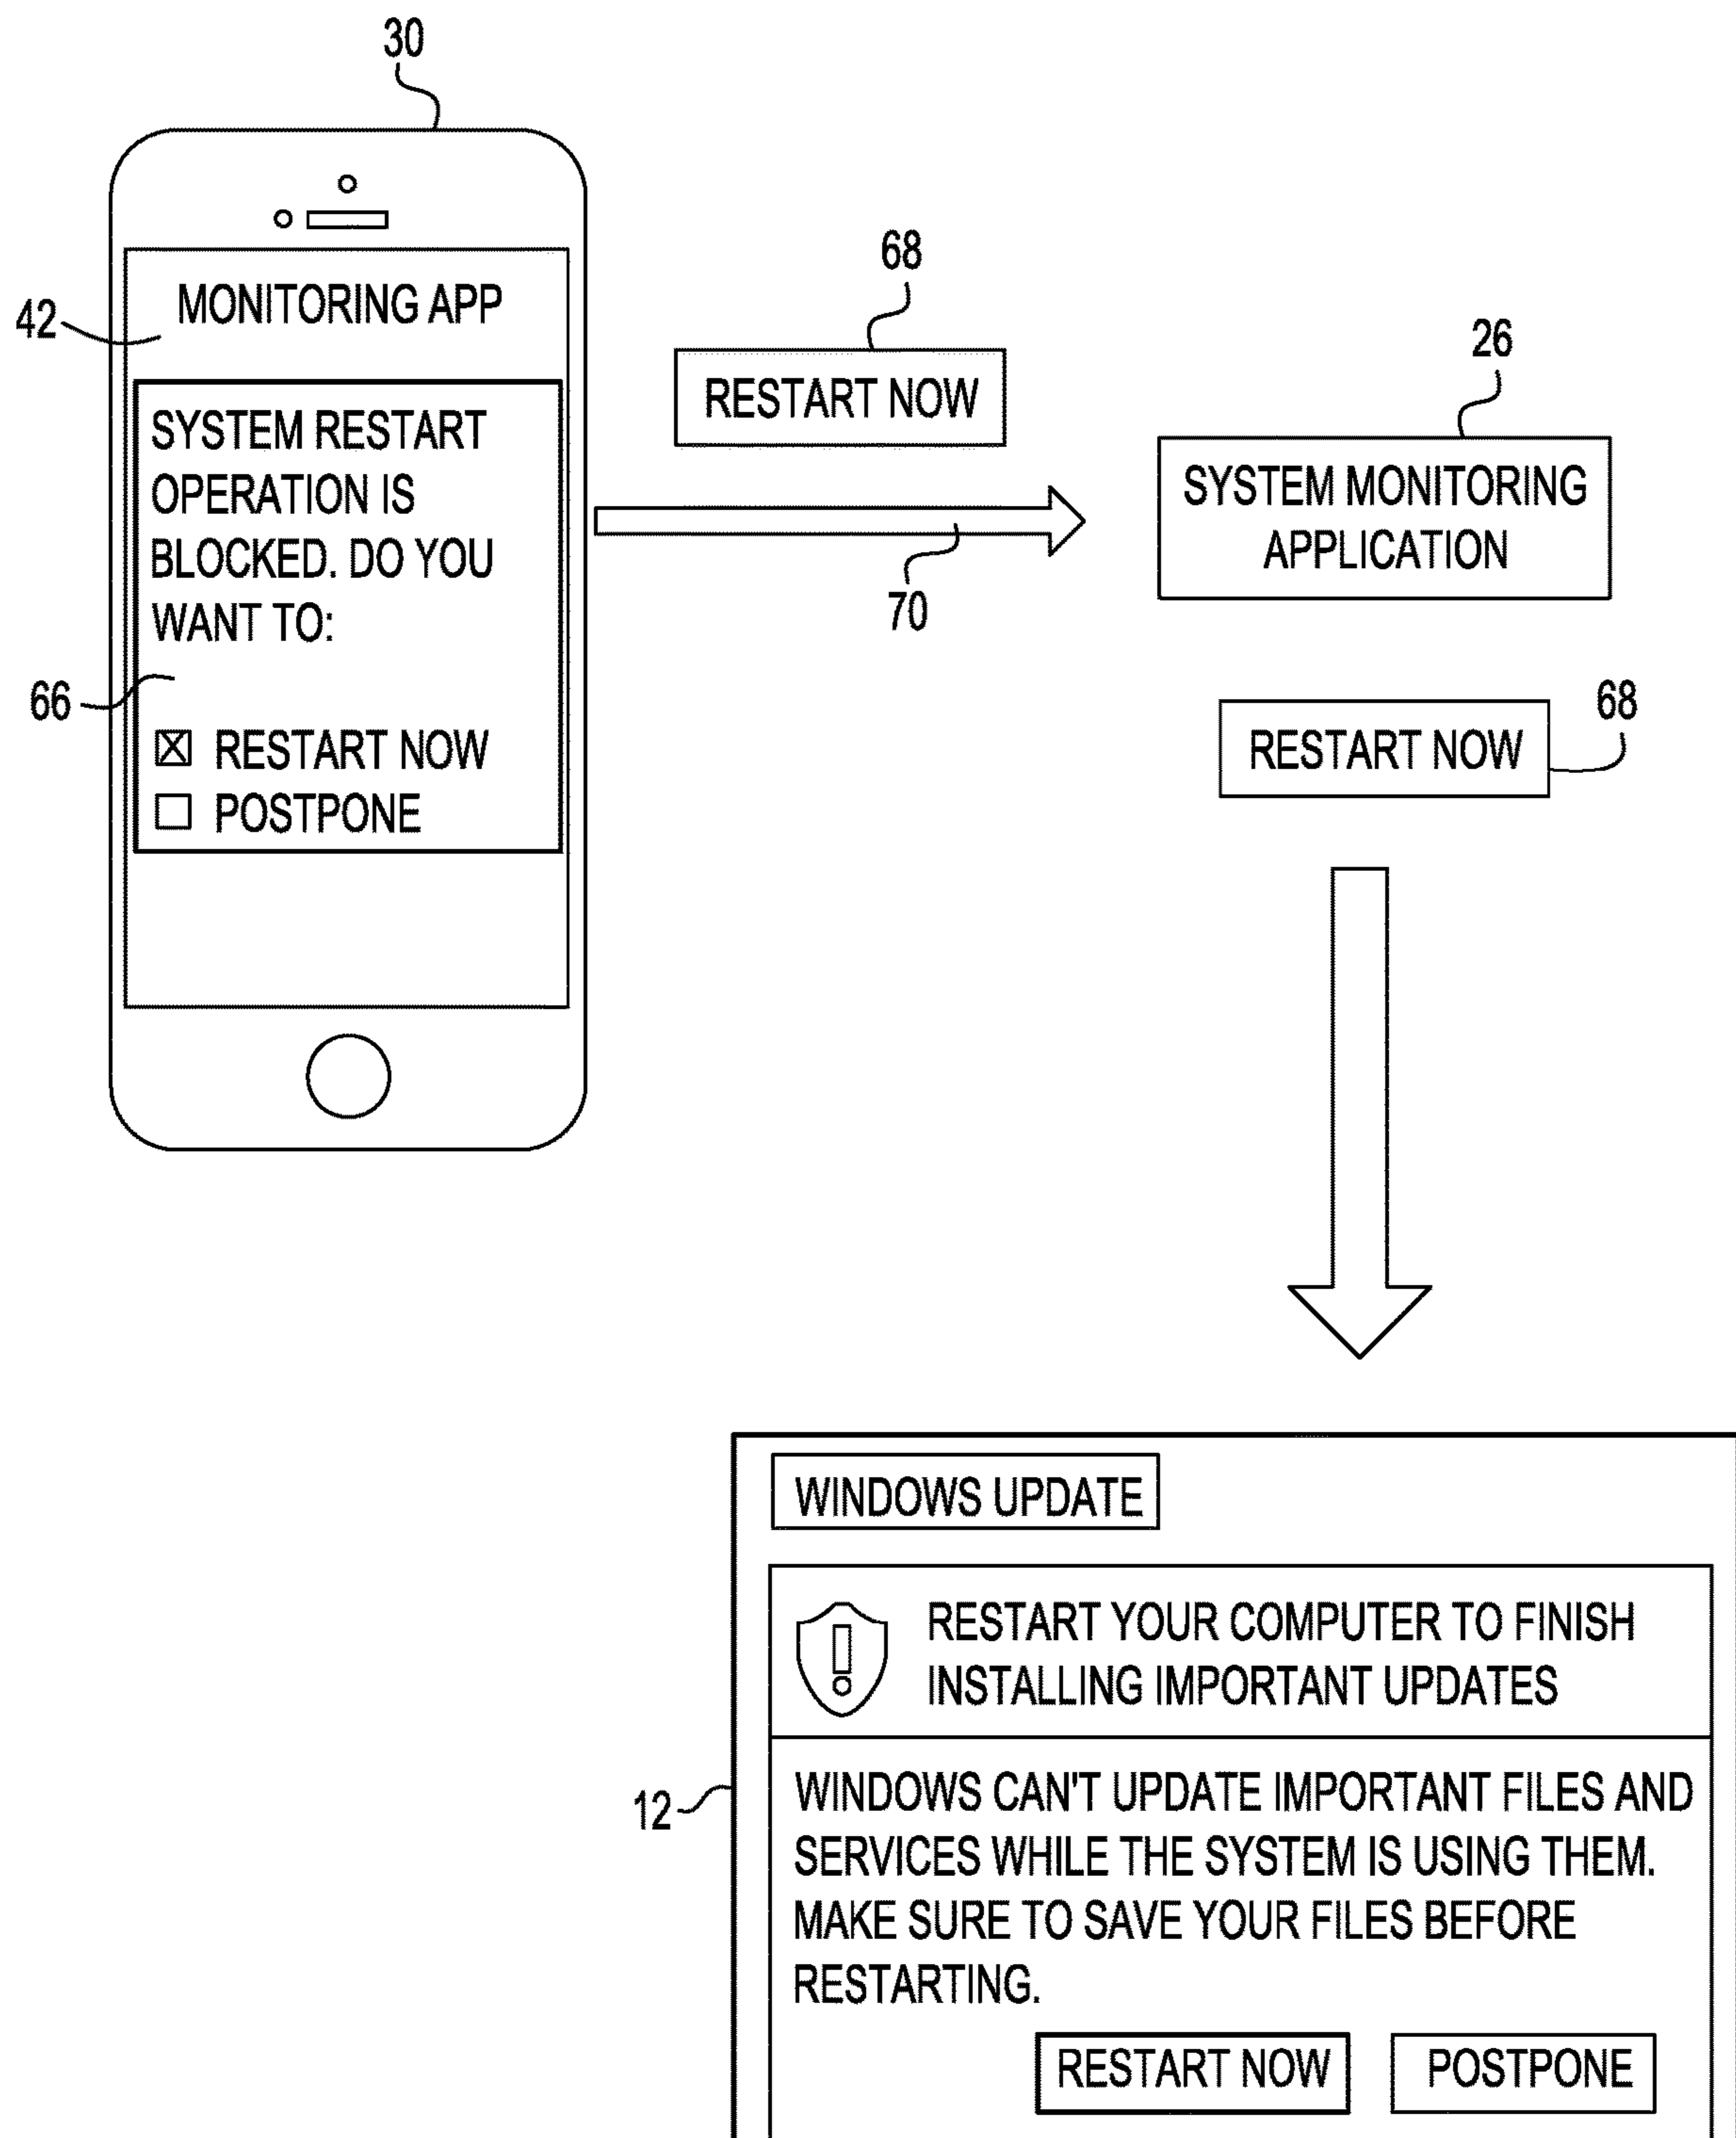 30
42
MONITORING APP
SYSTEM RESTART
OPERATION IS
BLOCKED. DO YOU
WANT TO:
66
RESTART NOW
POSTPONE
68
RESTART NOW
70
26
SYSTEM MONITORING
APPLICATION
RESTART NOW
68
12
WINDOWS UPDATE
RESTART YOUR COMPUTER TO FINISH
INSTALLING IMPORTANT UPDATES
WINDOWS CAN'T UPDATE IMPORTANT FILES AND
SERVICES WHILE THE SYSTEM IS USING THEM.
MAKE SURE TO SAVE YOUR FILES BEFORE
RESTARTING.
RESTART NOW
POSTPONE